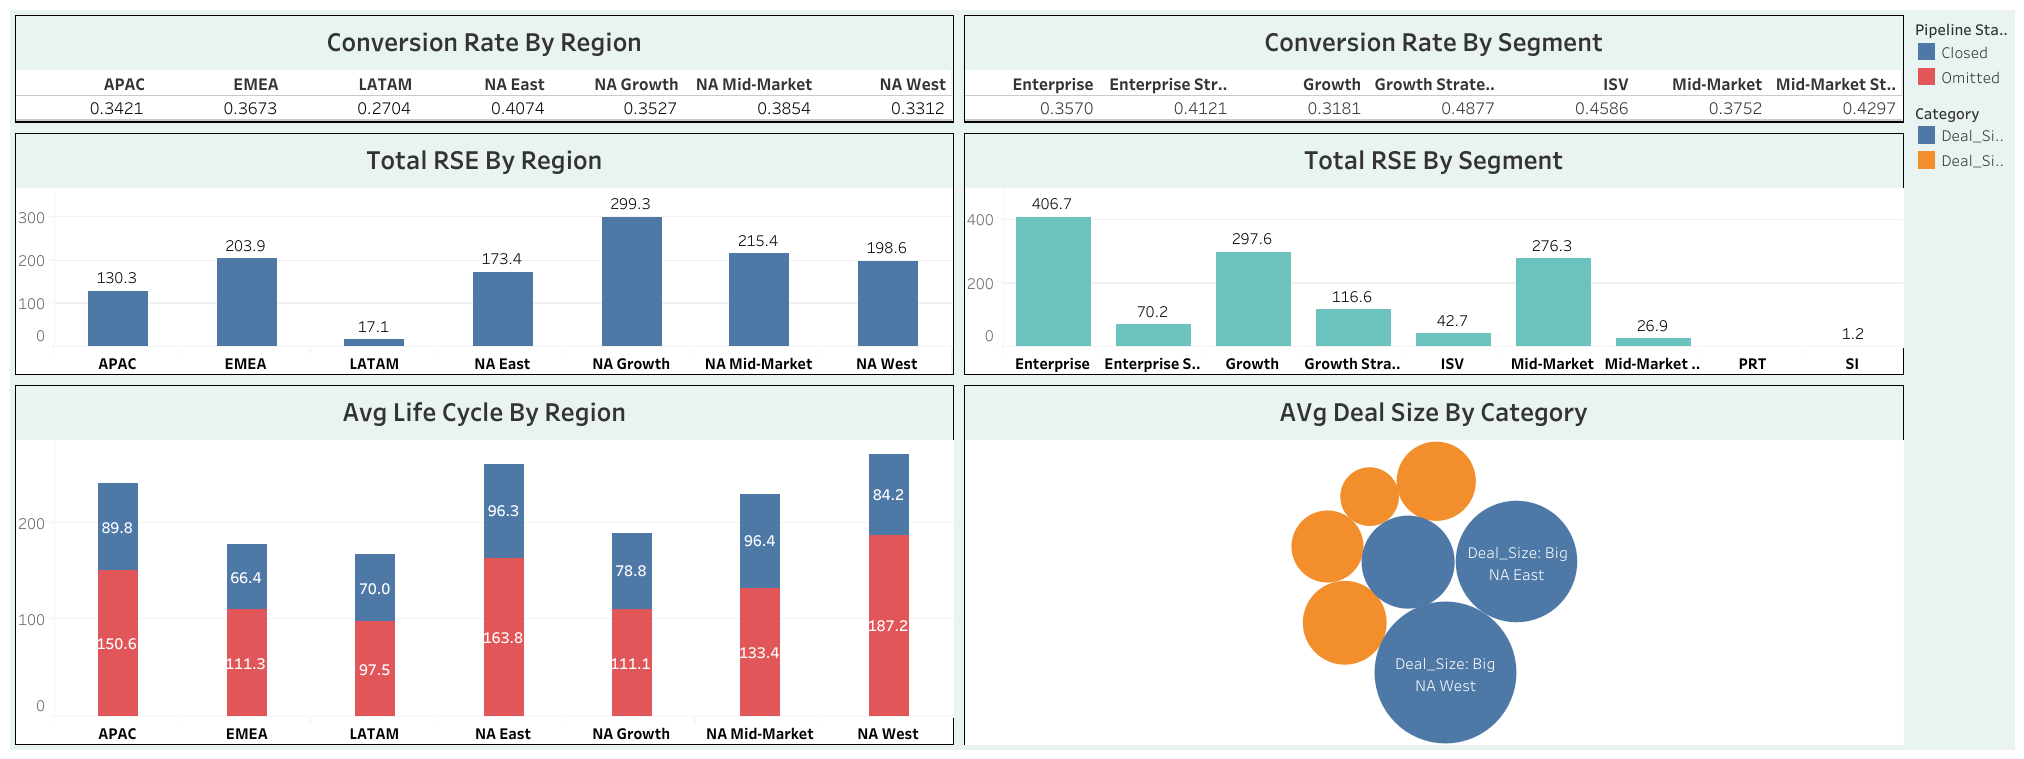 Conversion Rate By Region
APAC EMEA LATAM NA East NA Growth NA Mid-Market NA West
0.3421 0.3673 0.2704 0.4074 0.3527 0.3854 0.3312
Conversion Rate By Segment
Enterprise Enterprise Str.. Growth Growth Strate.. ISV Mid-Market Mid-Market St..
0.3570 0.4121 0.3181 0.4877 0.4586 0.3752 0.4297
Pipeline Sta..
Closed
Omitted
Category
Deal_Si..
Deal_Si..
Total RSE By Region
300
200
100
0
130.3 203.9 17.1 173.4 299.3 215.4 198.6
APAC EMEA LATAM NA East NA Growth NA Mid-Market NA West
Total RSE By Segment
400
200
0
406.7 70.2 297.6 116.6 42.7 276.3 26.9 1.2
Enterprise Enterprise S.. Growth Growth Stra.. ISV Mid-Market Mid-Market .. PRT SI
Avg Life Cycle By Region
200
100
0
89.8 66.4 70.0 96.3 78.8 96.4 84.2
150.6 111.3 97.5 163.8 111.1 133.4 187.2
APAC EMEA LATAM NA East NA Growth NA Mid-Market NA West
AVg Deal Size By Category
Deal_Size: Big
NA East
Deal_Size: Big
NA West